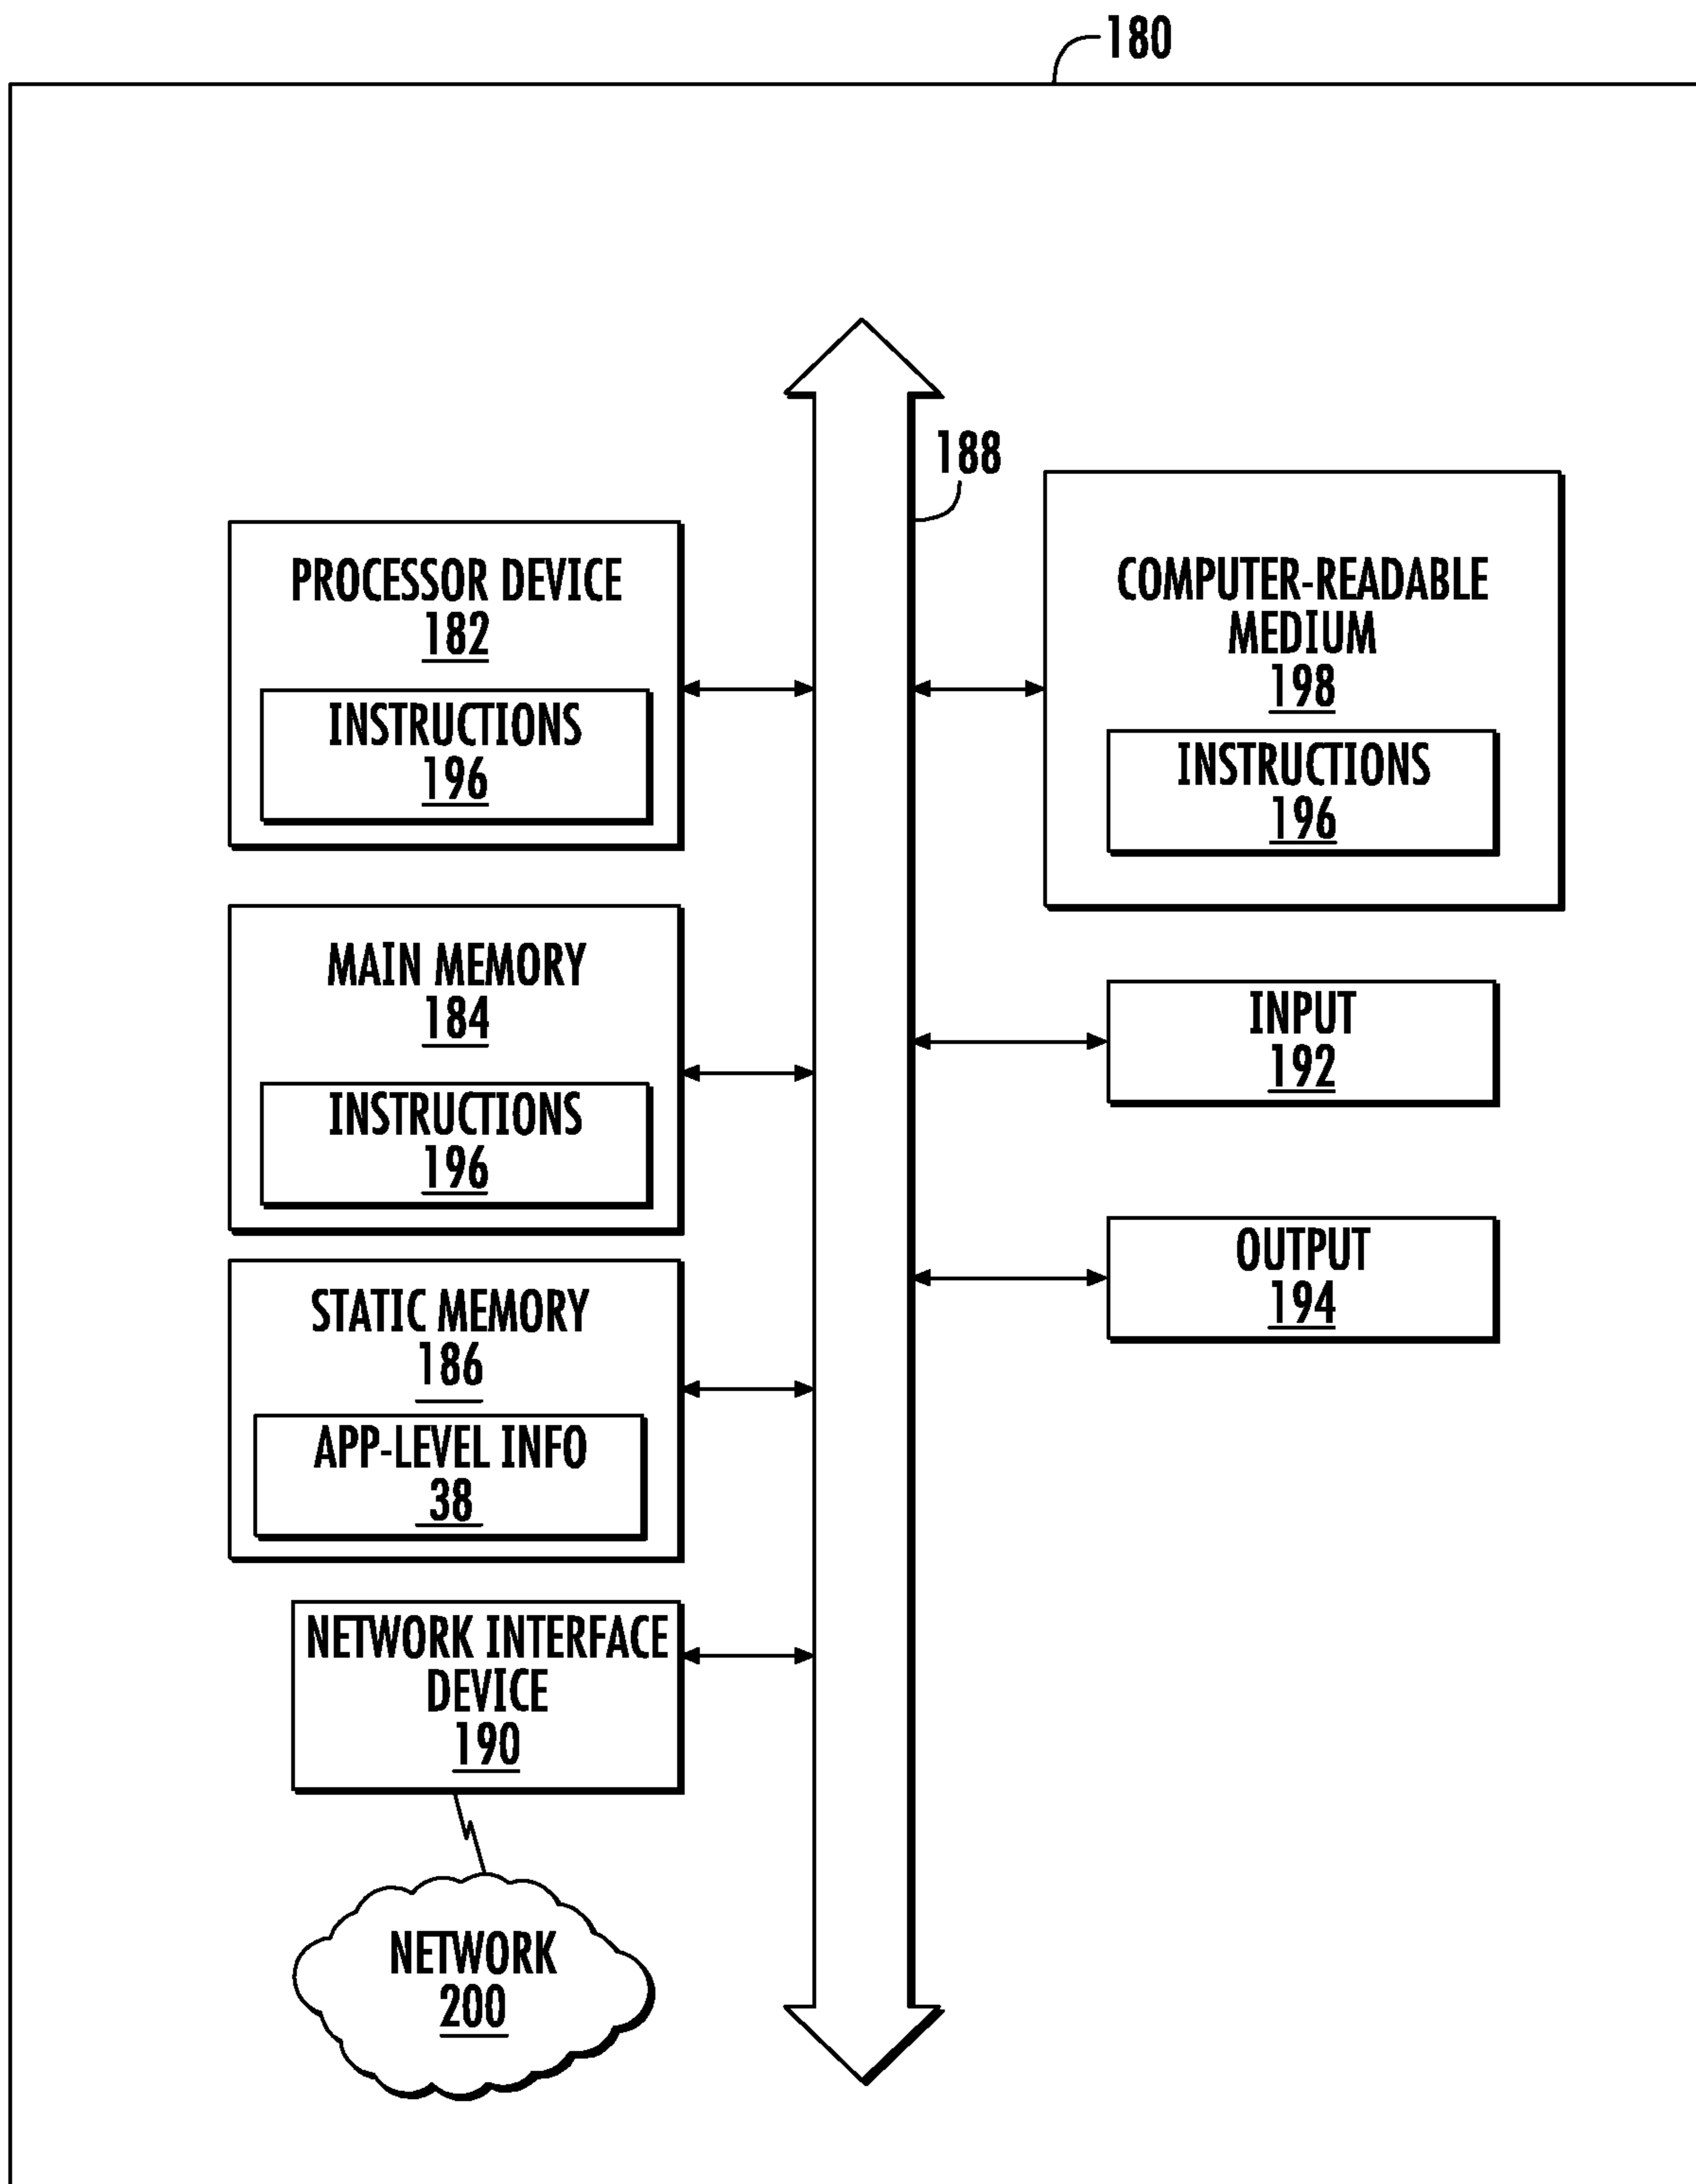 180
188
PROCESSOR DEVICE
182
INSTRUCTIONS
196
MAIN MEMORY
184
INSTRUCTIONS
196
STATIC MEMORY
186
APP-LEVEL INFO
38
NETWORK INTERFACE
DEVICE
190
NETWORK
200
COMPUTER-READABLE
MEDIUM
198
INSTRUCTIONS
196
INPUT
192
OUTPUT
194